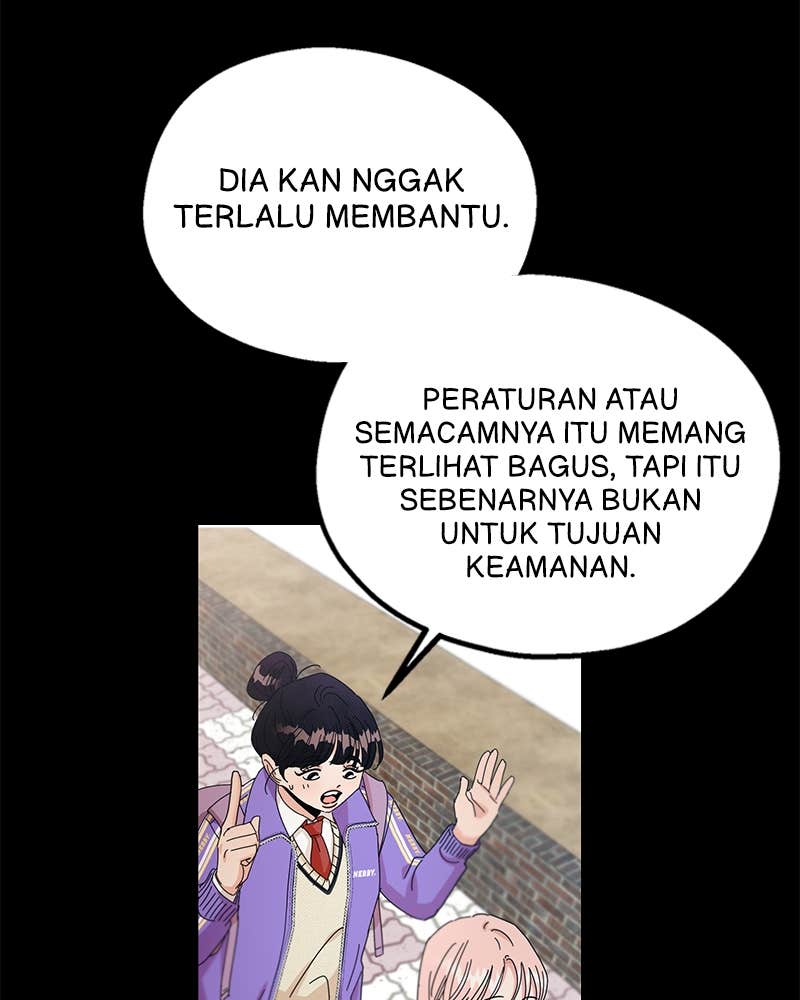 DIA KAN NGGAK
TERLALU MEMBANTU.
PERATURAN ATAU
SEMACAMNYA ITU MEMANG
TERLIHAT BAGUS, TAPI ITU
SEBENARNYA BUKAN
UNTUK TUJUAN
KEAMANAN.